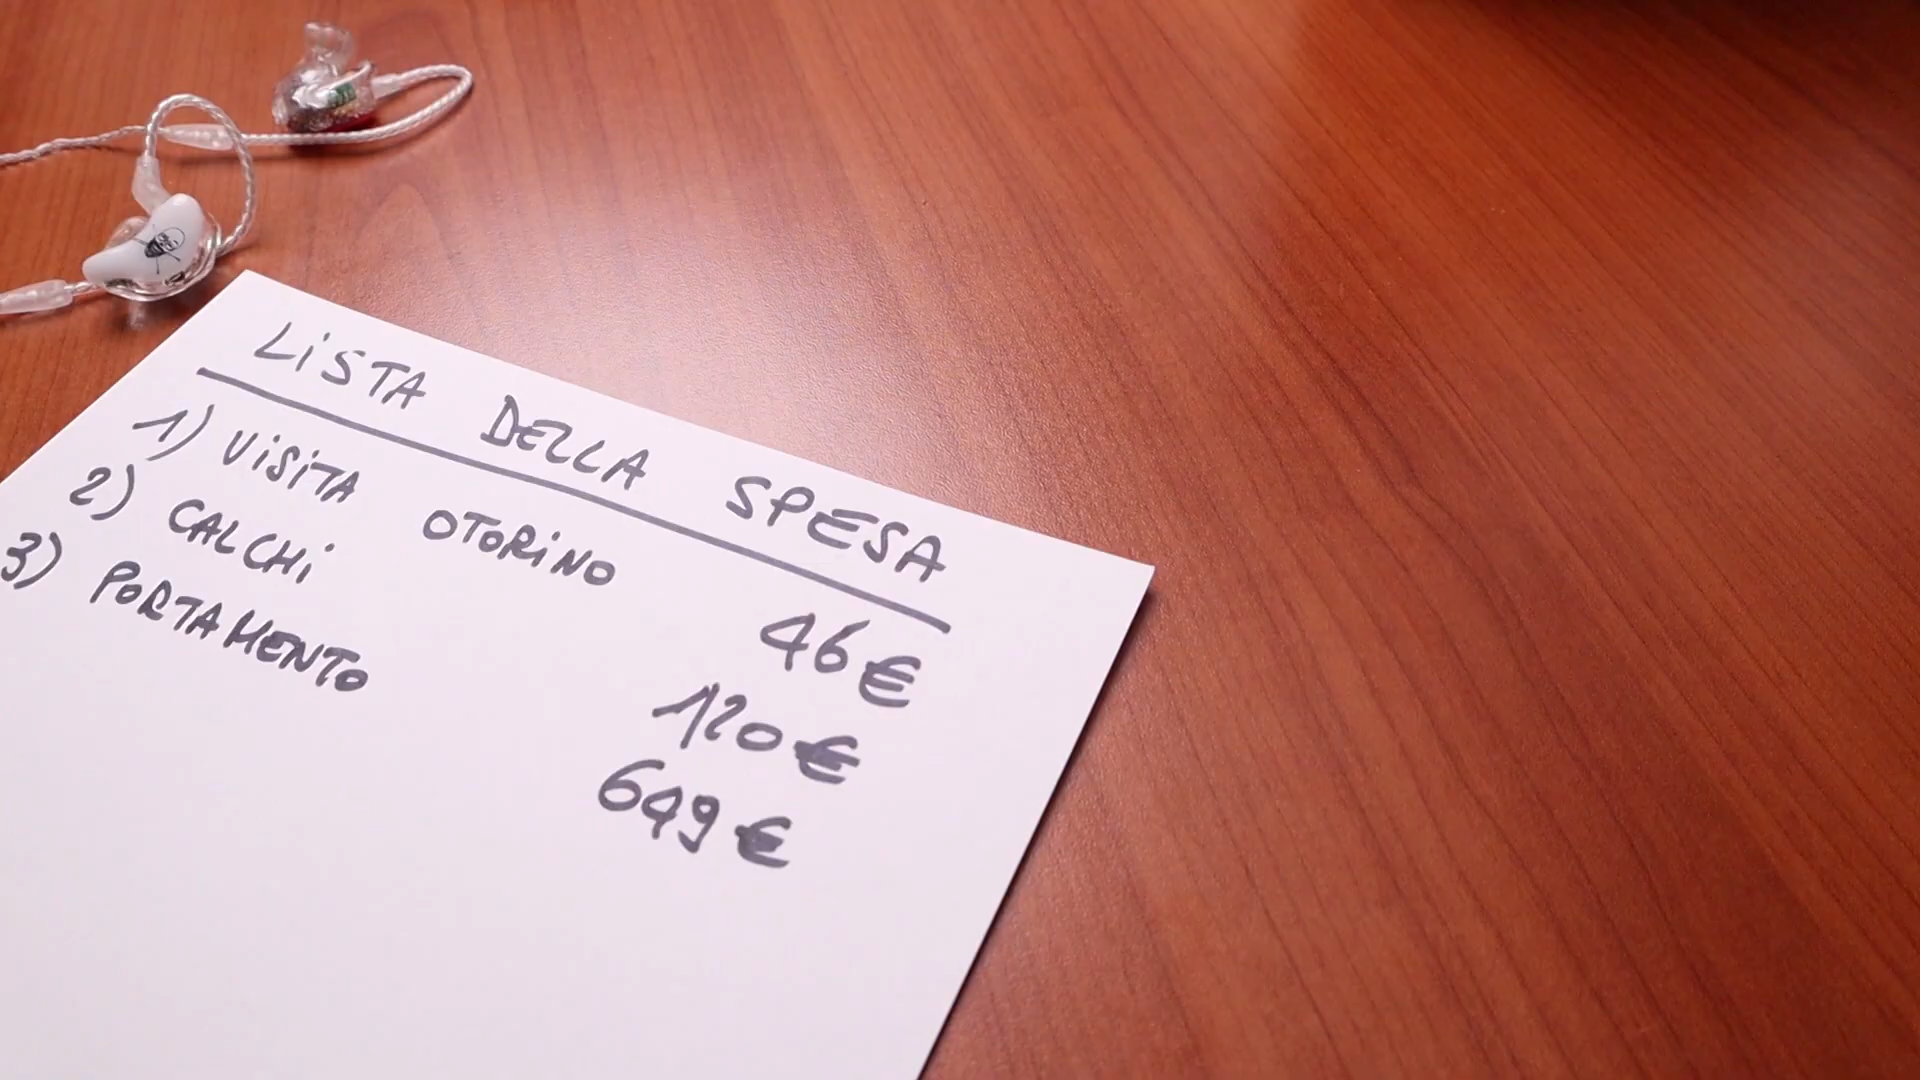 LiSTA DELLA SPESA
1) ViSiTA OTORiNO 46€
2) CALCHi 120€
3) PORTAMENTO 649€